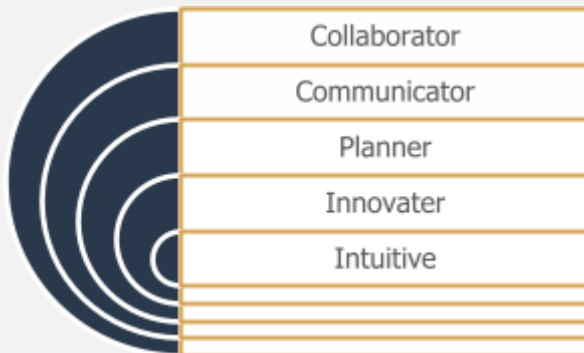 Collaborator
Communicator
Planner
Innovater
Intuitive